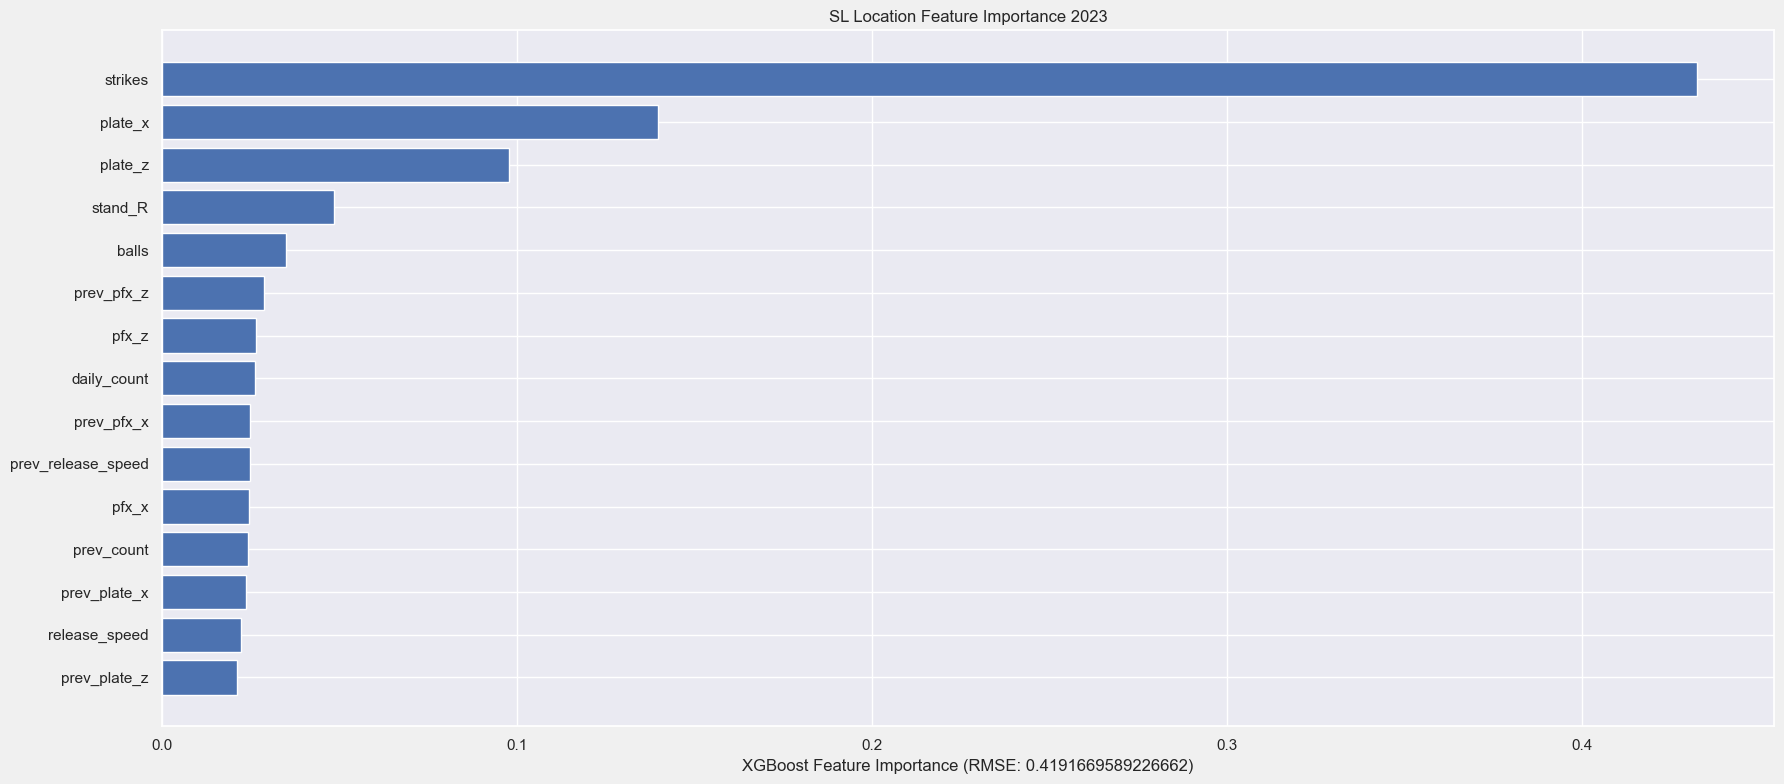 SL Location Feature Importance 2023
strikes
plate_x
plate_z
stand_R
balls
prev_pfx_z
pfx_z
daily_count
prev_pfx_x
prev_release_speed
pfx_x
prev_count
prev_plate_x
release_speed
prev_plate_z
0.0 0.1 0.2 0.3 0.4
XGBoost Feature Importance (RMSE: 0.4191669589226662)